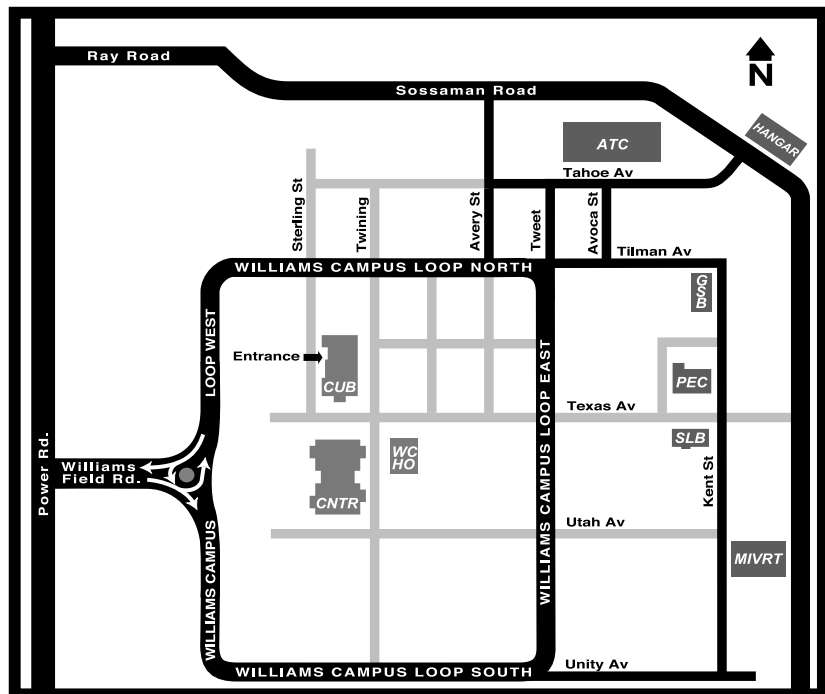 Ray Road
Sossaman Road
N
HANGAR
ATC
Tahoe Av
Sterling St
Twining
Avery St
Tweet
Avoca St
Tilman Av
WILLIAMS CAMPUS LOOP NORTH
GSB
LOOP WEST
Entrance
CUB
PEC
WILLIAMS CAMPUS LOOP EAST
Texas Av
SLB
WC
HO
Williams
Field Rd.
Power Rd.
Kent St
CNTR
Utah Av
MIVRT
WILLIAMS CAMPUS
WILLIAMS CAMPUS LOOP SOUTH
Unity Av